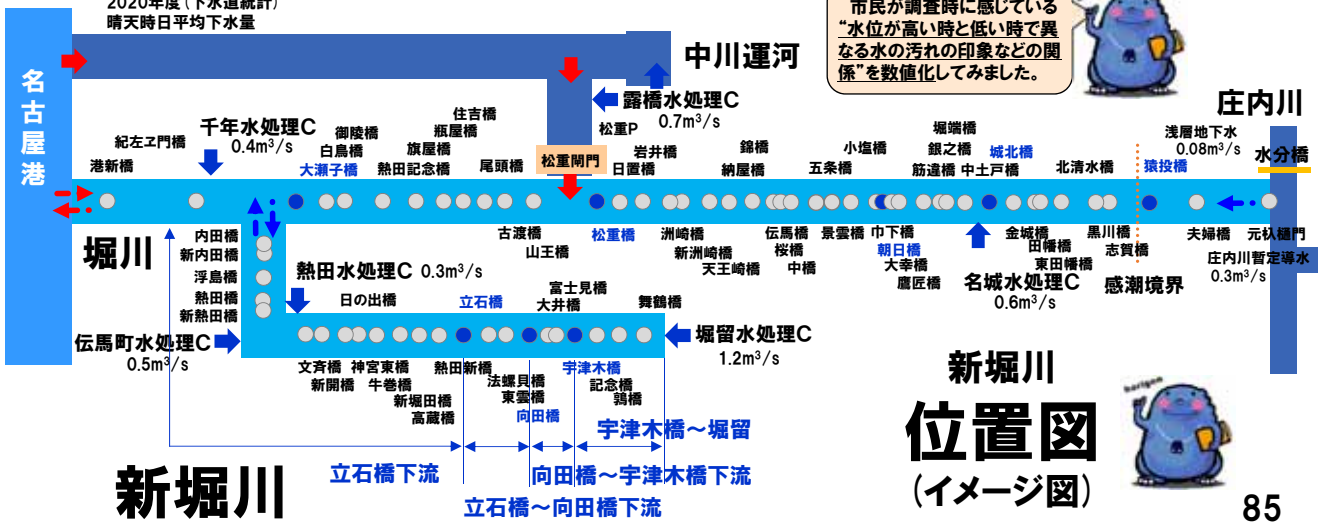 2020年度(下水道統計)
晴天時日平均下水量
市民が調査時に感じている
“水位が高い時と低い時で異
なる水の汚れの印象などの関
係”を数値化してみました。
名古屋港
中川運河
庄内川
露橋水処理C
0.7m³/s
千年水処理C
0.4m³/s
松重閘門
港新橋
紀左ヱ門橋
大瀬子橋
白鳥橋
御陵橋
熱田記念橋
旗屋橋
瓶屋橋
住吉橋
尾頭橋
松重P
日置橋
岩井橋
納屋橋
錦橋
五条橋
小塩橋
筋違橋
銀之橋
堀端橋
中土戸橋
城北橋
北清水橋
猿投橋
浅層地下水
0.08m³/s
水分橋
堀川
古渡橋
山王橋
松重橋
洲崎橋
新洲崎橋
天王崎橋
伝馬橋
桜橋
中橋
景雲橋
巾下橋
朝日橋
大幸橋
鷹匠橋
名城水処理C
0.6m³/s
金城橋
田幡橋
東田幡橋
黒川橋
志賀橋
感潮境界
夫婦橋
元杁樋門
庄内川暫定導水
0.3m³/s
内田橋
新内田橋
浮島橋
熱田橋
新熱田橋
熱田水処理C 0.3m³/s
伝馬町水処理C
0.5m³/s
日の出橋
立石橋
富士見橋
大井橋
舞鶴橋
堀留水処理C
1.2m³/s
文斉橋
新開橋
神宮東橋
牛巻橋
新堀田橋
高蔵橋
熱田新橋
法螺貝橋
東雲橋
向田橋
宇津木橋
記念橋
鶉橋
宇津木橋～堀留
立石橋下流
向田橋～宇津木橋下流
立石橋～向田橋下流
新堀川
新堀川
位置図
(イメージ図)
horigon
85